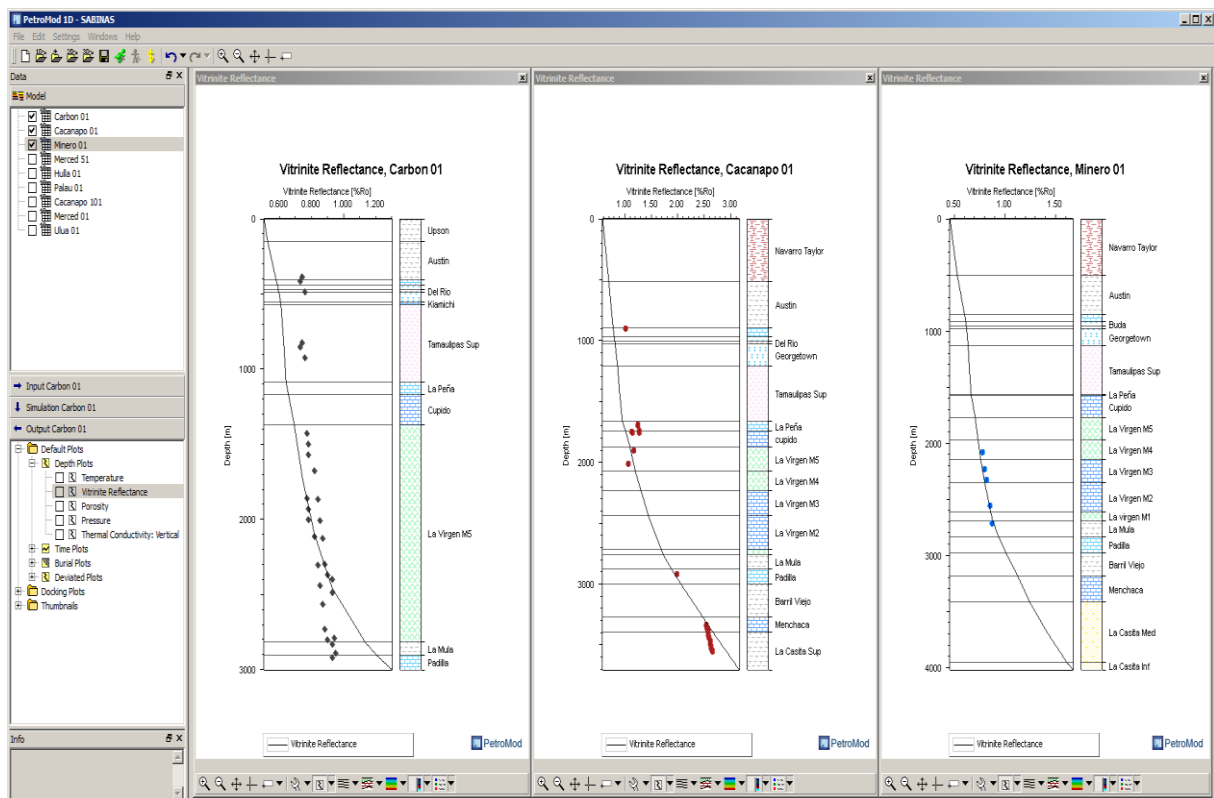 PetroMod 1D - SABINAS
File Edit Settings Windows Help
Data
Model
Carbon 01
Cacanapo 01
Minero 01
Merced 51
Hulla 01
Palau 01
Cacanapo 101
Merced 01
Ulua 01
Input Carbon 01
Simulation Carbon 01
Output Carbon 01
Default Plots
Depth Plots
Temperature
Vitrinite Reflectance
Porosity
Pressure
Thermal Conductivity: Vertical
Time Plots
Burial Plots
Deviated Plots
Docking Plots
Thumbnails
Info
Vitrinite Reflectance
Vitrinite Reflectance, Carbon 01
Vitrinite Reflectance [%Ro]
0.600 0.800 1.000 1.200
0
1000
2000
3000
Depth [m]
Upson
Austin
Del Rio
Kiamichi
Tamaulipas Sup
La Peña
Cupido
La Virgen M5
La Mula
Padilla
Vitrinite Reflectance
PetroMod
Vitrinite Reflectance
Vitrinite Reflectance, Cacanapo 01
Vitrinite Reflectance [%Ro]
1.00 1.50 2.00 2.50 3.00
0
1000
2000
3000
Depth [m]
Navarro Taylor
Austin
Del Rio
Georgetown
Tamaulipas Sup
La Peña
cupido
La Virgen M5
La Virgen M4
La Virgen M3
La Virgen M2
La Mula
Padilla
Barril Viejo
Menchaca
La Casita Sup
Vitrinite Reflectance
PetroMod
Vitrinite Reflectance
Vitrinite Reflectance, Minero 01
Vitrinite Reflectance [%Ro]
0.50 1.00 1.50
0
1000
2000
3000
4000
Depth [m]
Navarro Taylor
Austin
Buda
Georgetown
Tamaulipas Sup
La Peña
Cupido
La Virgen M5
La Virgen M4
La Virgen M3
La Virgen M2
La virgen M1
La Mula
Padilla
Barril Viejo
Menchaca
La Casita Med
La Casita Inf
Vitrinite Reflectance
PetroMod